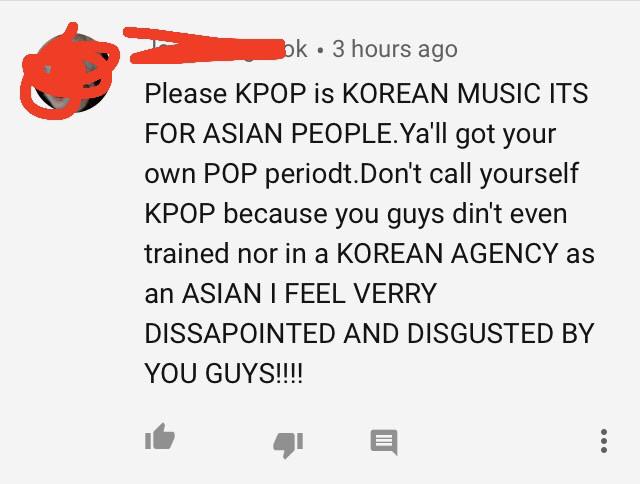 ok • 3 hours ago
Please KPOP is KOREAN MUSIC ITS
FOR ASIAN PEOPLE.Ya'll got your
own POP periodt.Don't call yourself
KPOP because you guys din't even
trained nor in a KOREAN AGENCY as
an ASIAN I FEEL VERRY
DISSAPOINTED AND DISGUSTED BY
YOU GUYS!!!!